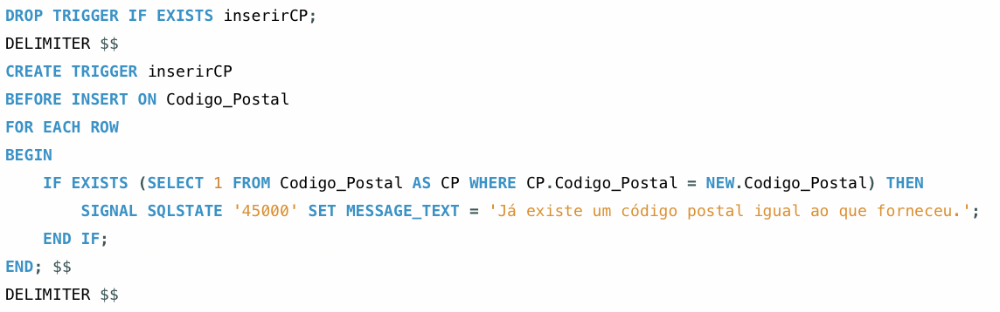 DROP TRIGGER IF EXISTS inserirCP;
DELIMITER $$
CREATE TRIGGER inserirCP
BEFORE INSERT ON Codigo_Postal
FOR EACH ROW
BEGIN
    IF EXISTS (SELECT 1 FROM Codigo_Postal AS CP WHERE CP.Codigo_Postal = NEW.Codigo_Postal) THEN
        SIGNAL SQLSTATE '45000' SET MESSAGE_TEXT = 'Já existe um código postal igual ao que forneceu.';
    END IF;
END; $$
DELIMITER $$